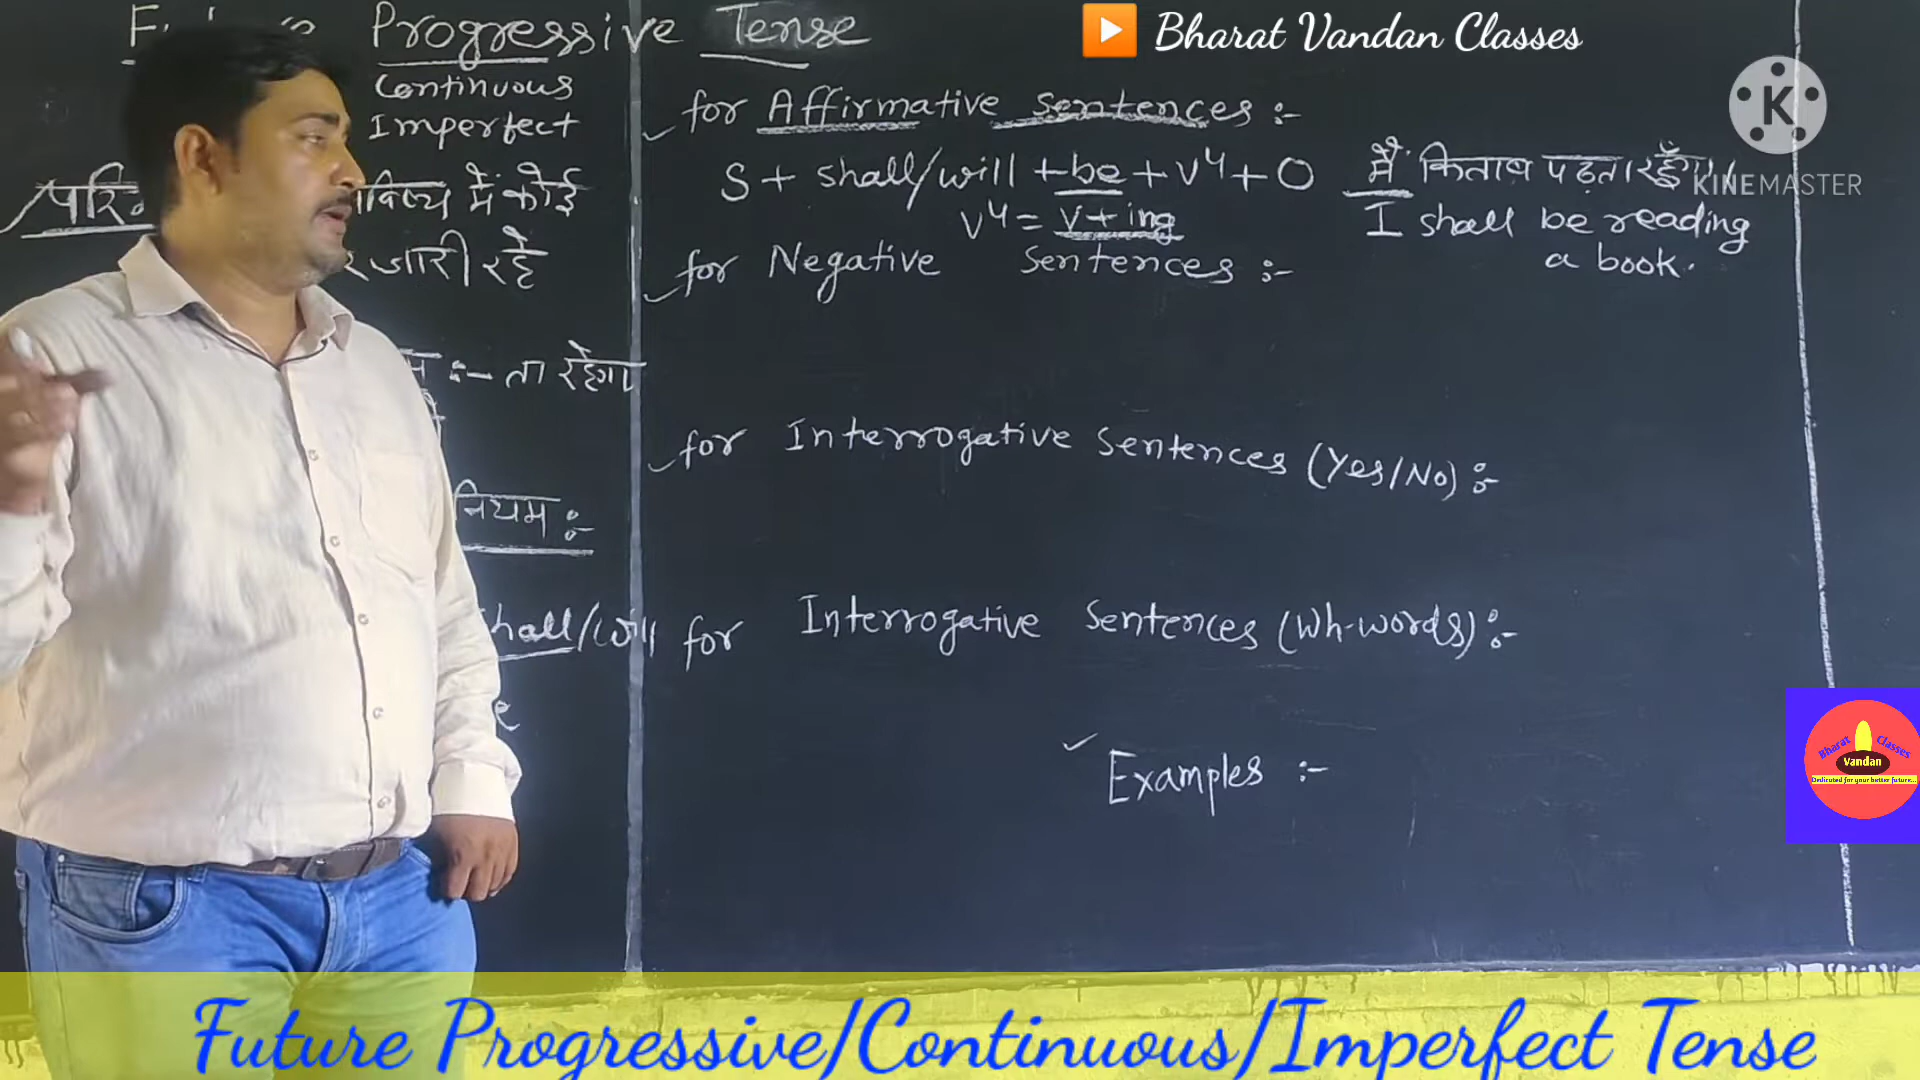 Progressive Tense
Continuous
Imperfect
भविष्य में कोई
जारी रहे
:- ता रहेगा
नियम :-
shall/will
Bharat Vandan Classes
for Affirmative Sentences :-
S + shall/will + be + V⁴ + O
V⁴ = V + ing
मैं किताब पढ़ता रहूँगा।
I shall be reading
a book.
KINEMASTER
K
for Negative Sentences :-
for Interrogative Sentences (Yes/No) :-
for Interrogative Sentences (Wh-words) :-
Examples :-
Bharat Classes
Vandan
Dedicated for your better future...
Future Progressive/Continuous/Imperfect Tense